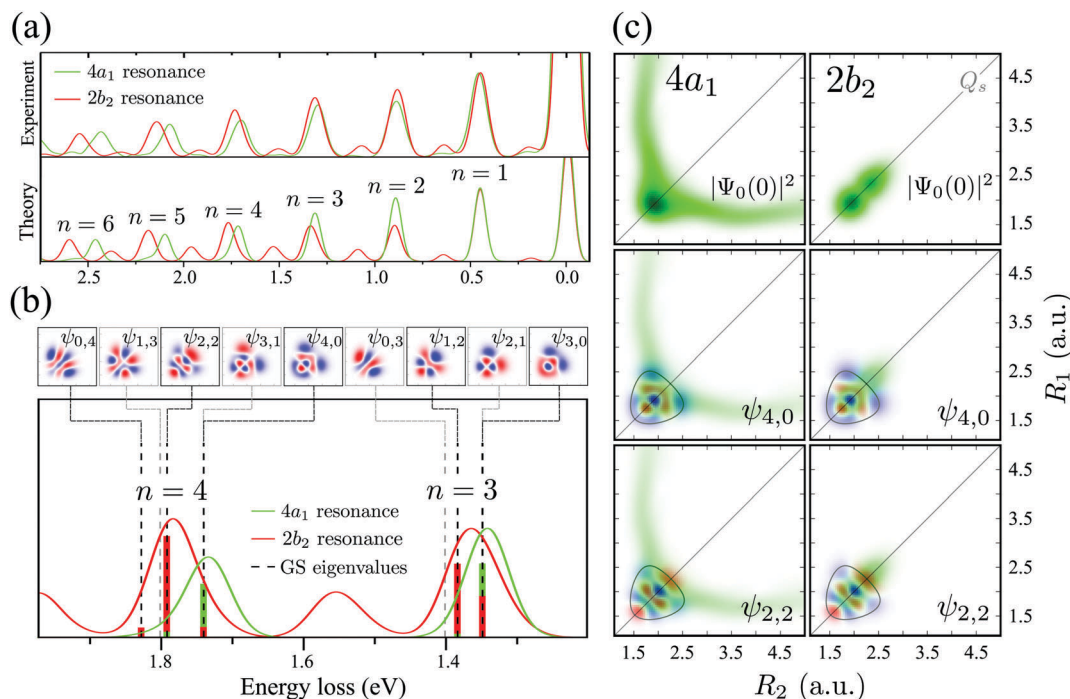 (a)
Experiment
4a₁ resonance
2b₂ resonance
Theory
n = 6
n = 5
n = 4
n = 3
n = 2
n = 1
2.5 2.0 1.5 1.0 0.5 0.0
(b)
ψ₀,₄ ψ₁,₃ ψ₂,₂ ψ₃,₁ ψ₄,₀ ψ₀,₃ ψ₁,₂ ψ₂,₁ ψ₃,₀
n = 4
n = 3
4a₁ resonance
2b₂ resonance
GS eigenvalues
1.8 1.6 1.4
Energy loss (eV)
(c)
4a₁ 2b₂
Qₛ
|Ψ₀(0)|² |Ψ₀(0)|²
4.5
3.5
2.5
1.5
ψ₄,₀ ψ₄,₀
4.5
3.5
2.5
1.5
R₁ (a.u.)
ψ₂,₂ ψ₂,₂
4.5
3.5
2.5
1.5
1.5 2.5 3.5 4.5 1.5 2.5 3.5 4.5
R₂ (a.u.)